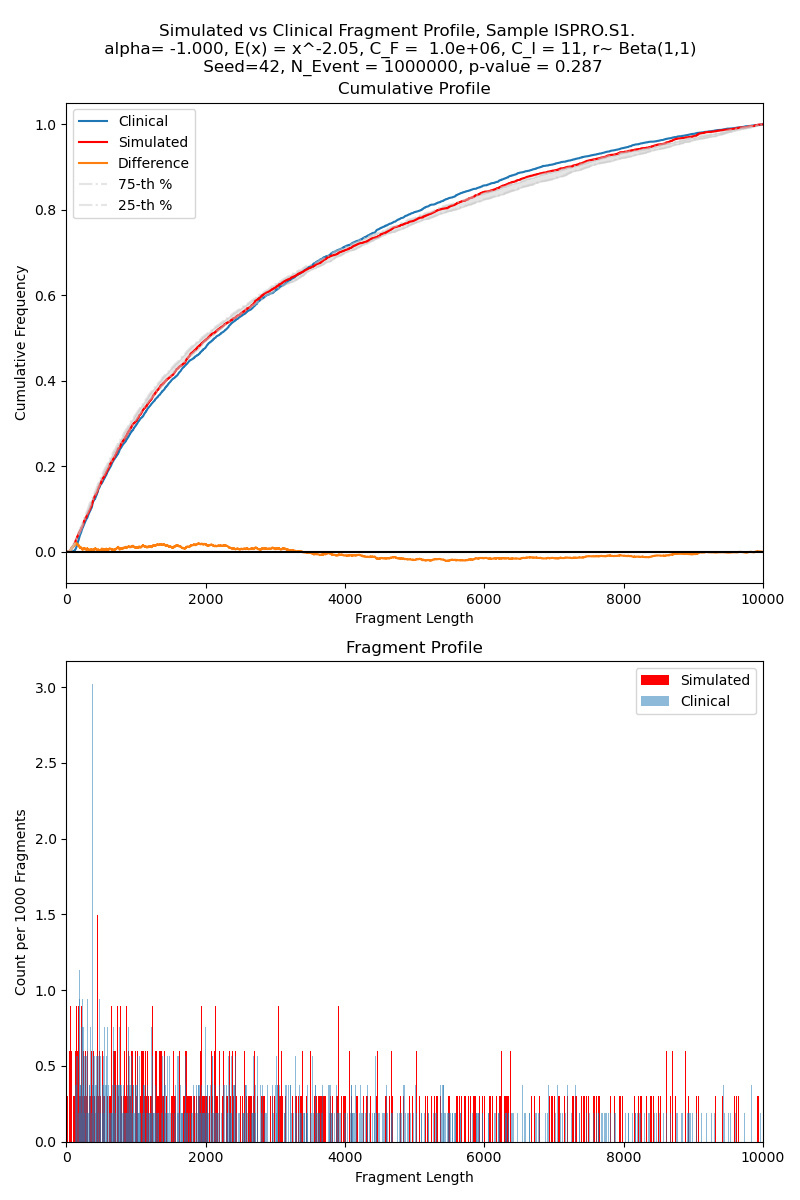 Simulated vs Clinical Fragment Profile, Sample ISPRO.S1.
alpha= -1.000, E(x) = x^-2.05, C_F =  1.0e+06, C_I = 11, r~ Beta(1,1)
Seed=42, N_Event = 1000000, p-value = 0.287
Cumulative Profile
Clinical
Simulated
Difference
75-th %
25-th %
1.0
0.8
0.6
0.4
0.2
0.0
Cumulative Frequency
0 2000 4000 6000 8000 10000
Fragment Length
Fragment Profile
Simulated
Clinical
3.0
2.5
2.0
1.5
1.0
0.5
0.0
Count per 1000 Fragments
0 2000 4000 6000 8000 10000
Fragment Length